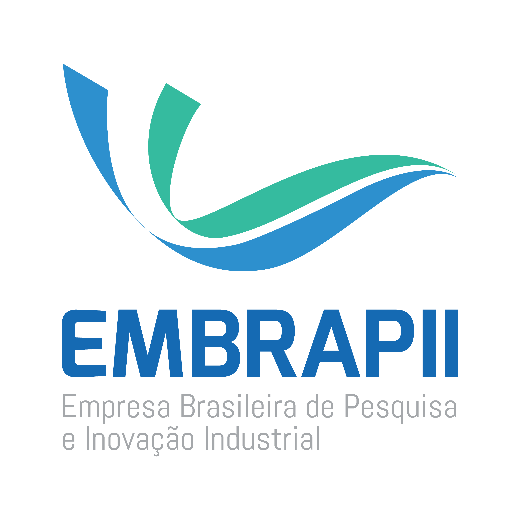 EMBRAPII
Empresa Brasileira de Pesquisa
e Inovação Industrial